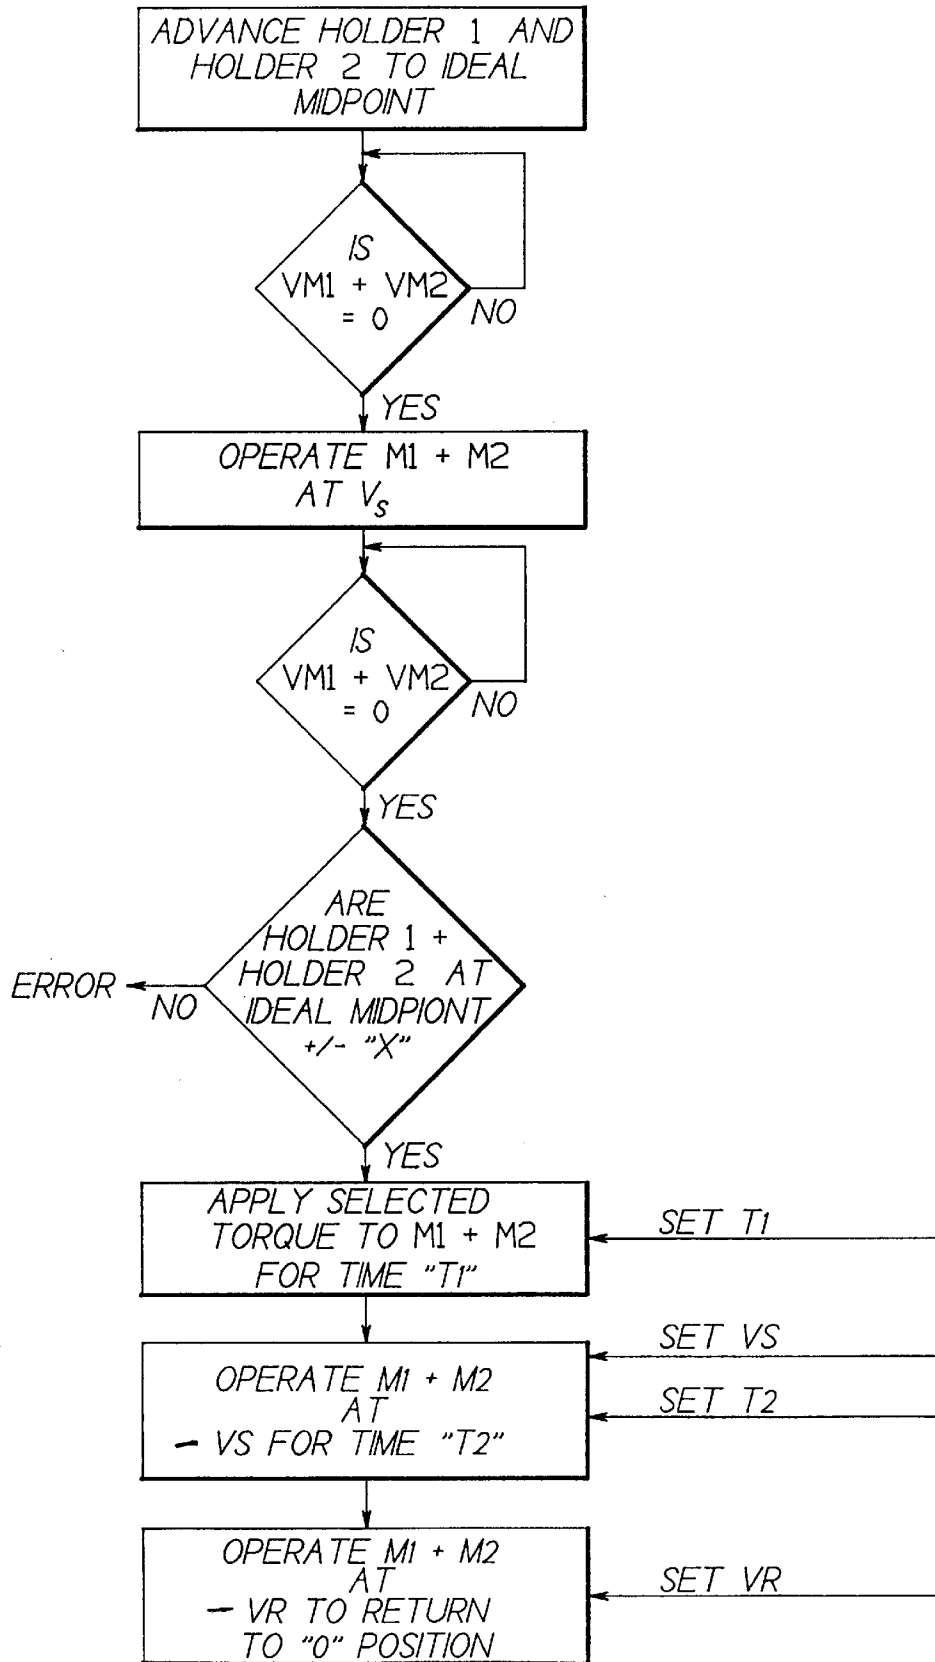 ADVANCE HOLDER 1 AND
HOLDER 2 TO IDEAL
MIDPOINT
IS
VM1 + VM2
= 0
NO
YES
OPERATE M1 + M2
AT Vs
IS
VM1 + VM2
= 0
NO
YES
ARE
HOLDER 1 +
HOLDER 2 AT
IDEAL MIDPIONT
+/- "X"
ERROR
NO
YES
APPLY SELECTED
TORQUE TO M1 + M2
FOR TIME "T1"
SET T1
OPERATE M1 + M2
AT
- VS FOR TIME "T2"
SET VS
SET T2
OPERATE M1 + M2
AT
- VR TO RETURN
TO "0" POSITION
SET VR